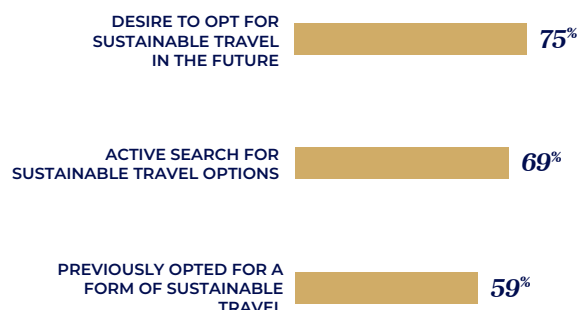 DESIRE TO OPT FOR
SUSTAINABLE TRAVEL
IN THE FUTURE
75%
ACTIVE SEARCH FOR
SUSTAINABLE TRAVEL OPTIONS
69%
PREVIOUSLY OPTED FOR A
FORM OF SUSTAINABLE
TRAVEL
59%